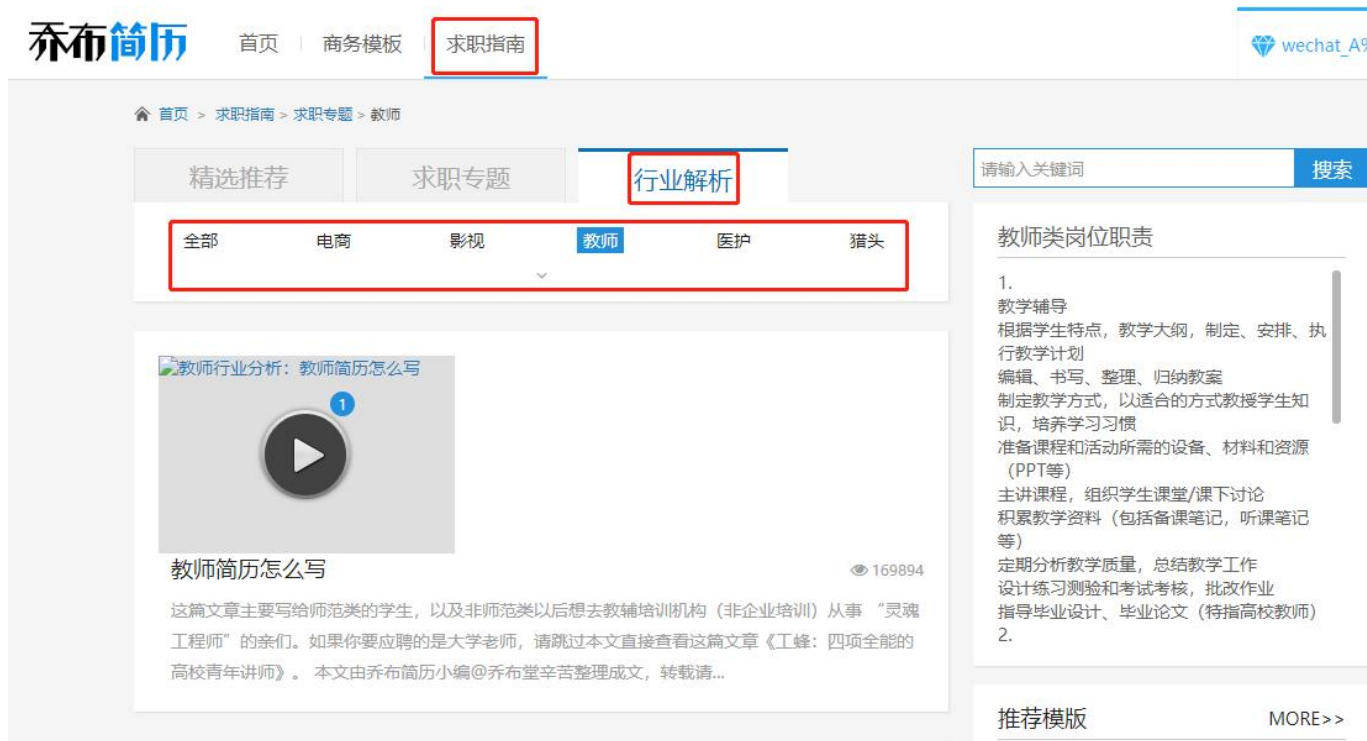 乔布简历 首页 商务模板 求职指南 wechat_A9
首页 > 求职指南 > 求职专题 > 教师
精选推荐 求职专题 行业解析
请输入关键词 搜索
全部 电商 影视 教师 医护 猎头
教师行业分析：教师简历怎么写
1
教师简历怎么写
169894
这篇文章主要写给师范类的学生，以及非师范类以后想去教辅培训机构（非企业培训）从事 “灵魂
工程师”的亲们。如果你要应聘的是大学老师，请跳过本文直接查看这篇文章《工蜂：四项全能的
高校青年讲师》。 本文由乔布简历小编@乔布堂辛苦整理成文，转载请...
教师类岗位职责
1.
教学辅导
根据学生特点，教学大纲，制定、安排、执
行教学计划
编辑、书写、整理、归纳教案
制定教学方式，以适合的方式教授学生知
识，培养学习习惯
准备课程和活动所需的设备、材料和资源
（PPT等）
主讲课程，组织学生课堂/课下讨论
积累教学资料（包括备课笔记，听课笔记
等）
定期分析教学质量，总结教学工作
设计练习测验和考试考核，批改作业
指导毕业设计、毕业论文（特指高校教师）
2.
推荐模版 MORE>>